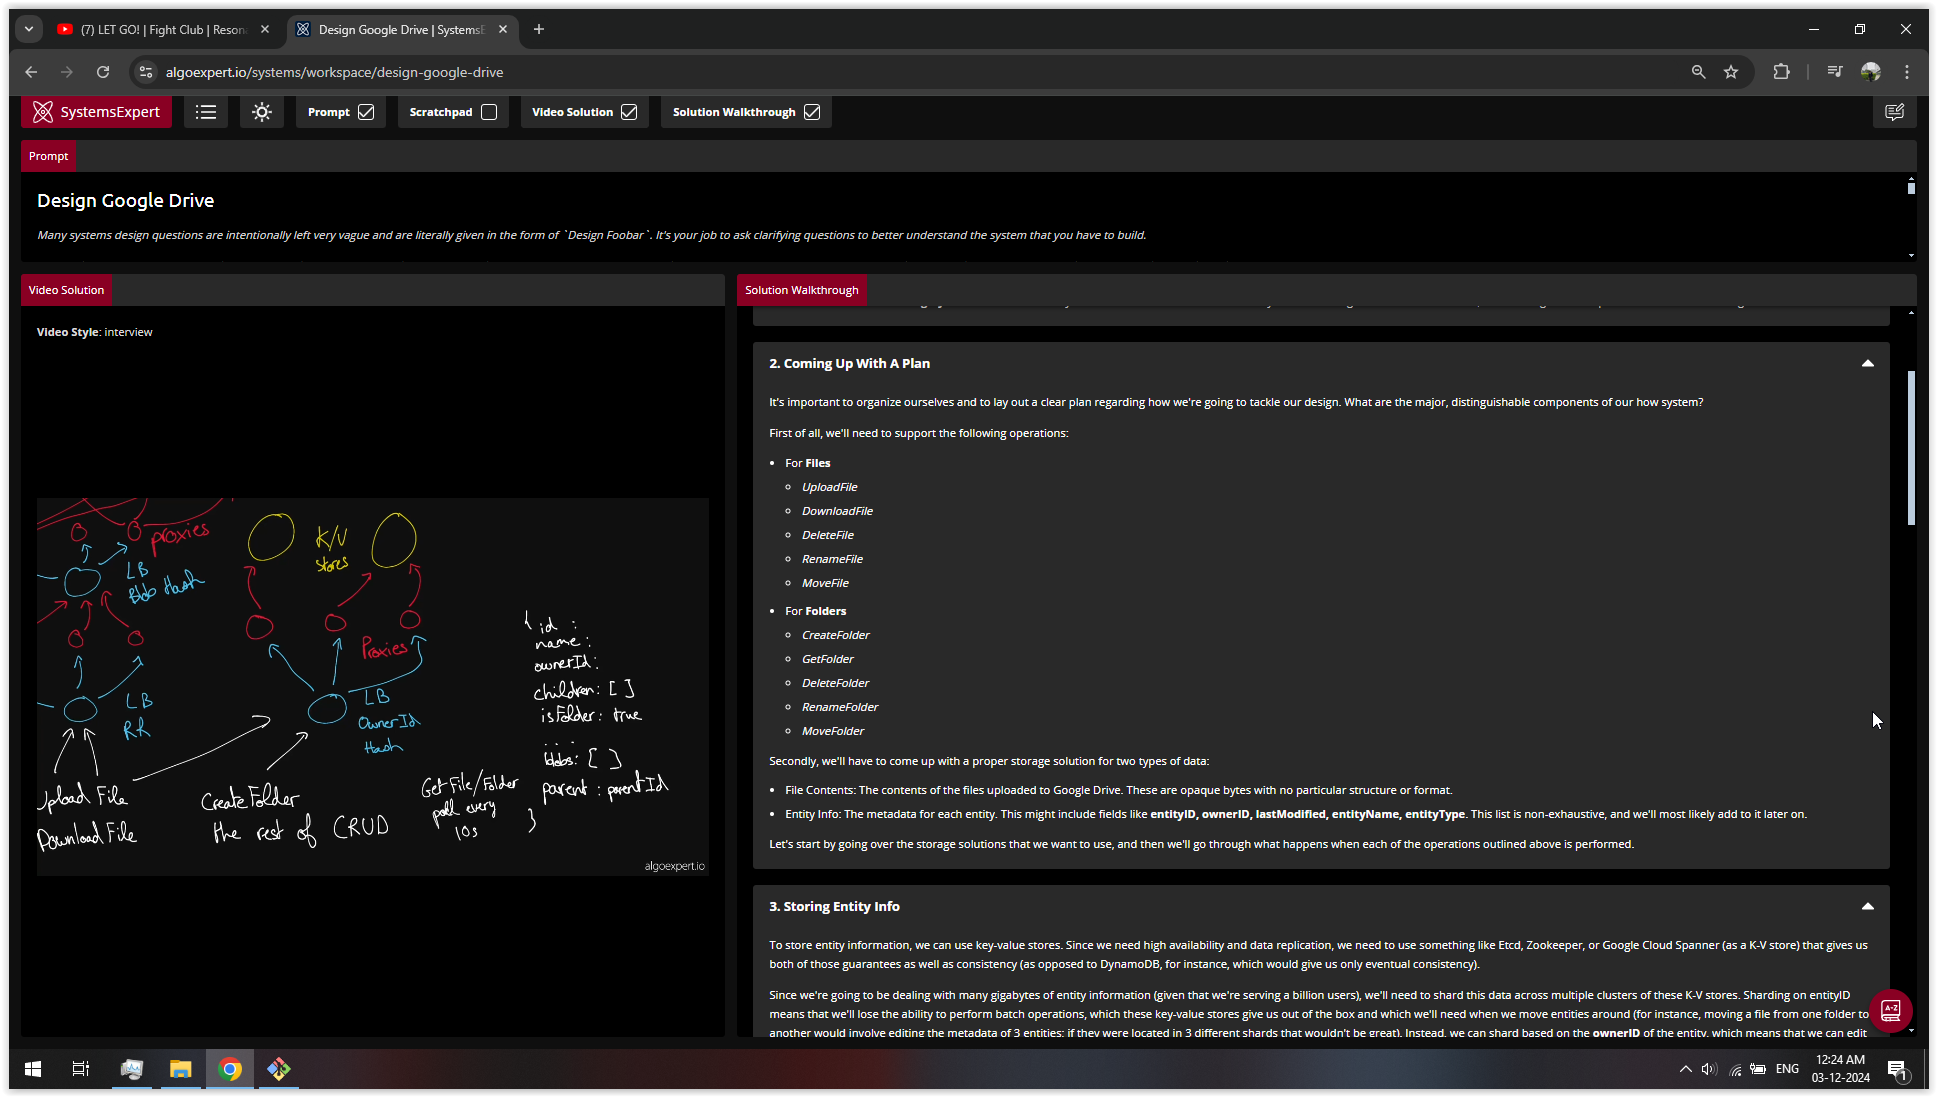 (7) LET GO! | Fight Club | Reson
Design Google Drive | SystemsE
algoexpert.io/systems/workspace/design-google-drive
SystemsExpert
Prompt
Scratchpad
Video Solution
Solution Walkthrough
Prompt
Design Google Drive
Many systems design questions are intentionally left very vague and are literally given in the form of `Design Foobar`. It's your job to ask clarifying questions to better understand the system that you have to build.
Video Solution
Video Style: interview
proxies
LB
Blob Hash
K/V
stores
Proxies
LB
RR
LB
OwnerId
Hash
Upload File
Download File
CreateFolder
the rest of CRUD
Get File/Folder
poll every
10s
{ id :
name :
ownerId:
children: [ ]
isFolder: true
. . .
blobs: [ ]
parent : parentId
}
algoexpert.io
Solution Walkthrough
2. Coming Up With A Plan
It's important to organize ourselves and to lay out a clear plan regarding how we're going to tackle our design. What are the major, distinguishable components of our how system?
First of all, we'll need to support the following operations:
• For Files
UploadFile
DownloadFile
DeleteFile
RenameFile
MoveFile
• For Folders
CreateFolder
GetFolder
DeleteFolder
RenameFolder
MoveFolder
Secondly, we'll have to come up with a proper storage solution for two types of data:
• File Contents: The contents of the files uploaded to Google Drive. These are opaque bytes with no particular structure or format.
• Entity Info: The metadata for each entity. This might include fields like entityID, ownerID, lastModified, entityName, entityType. This list is non-exhaustive, and we'll most likely add to it later on.
Let's start by going over the storage solutions that we want to use, and then we'll go through what happens when each of the operations outlined above is performed.
3. Storing Entity Info
To store entity information, we can use key-value stores. Since we need high availability and data replication, we need to use something like Etcd, Zookeeper, or Google Cloud Spanner (as a K-V store) that gives us
both of those guarantees as well as consistency (as opposed to DynamoDB, for instance, which would give us only eventual consistency).
Since we're going to be dealing with many gigabytes of entity information (given that we're serving a billion users), we'll need to shard this data across multiple clusters of these K-V stores. Sharding on entityID
means that we'll lose the ability to perform batch operations, which these key-value stores give us out of the box and which we'll need when we move entities around (for instance, moving a file from one folder to
another would involve editing the metadata of 3 entities; if they were located in 3 different shards that wouldn't be great). Instead, we can shard based on the ownerID of the entity, which means that we can edit
A-Z
ENG
12:24 AM
03-12-2024
1